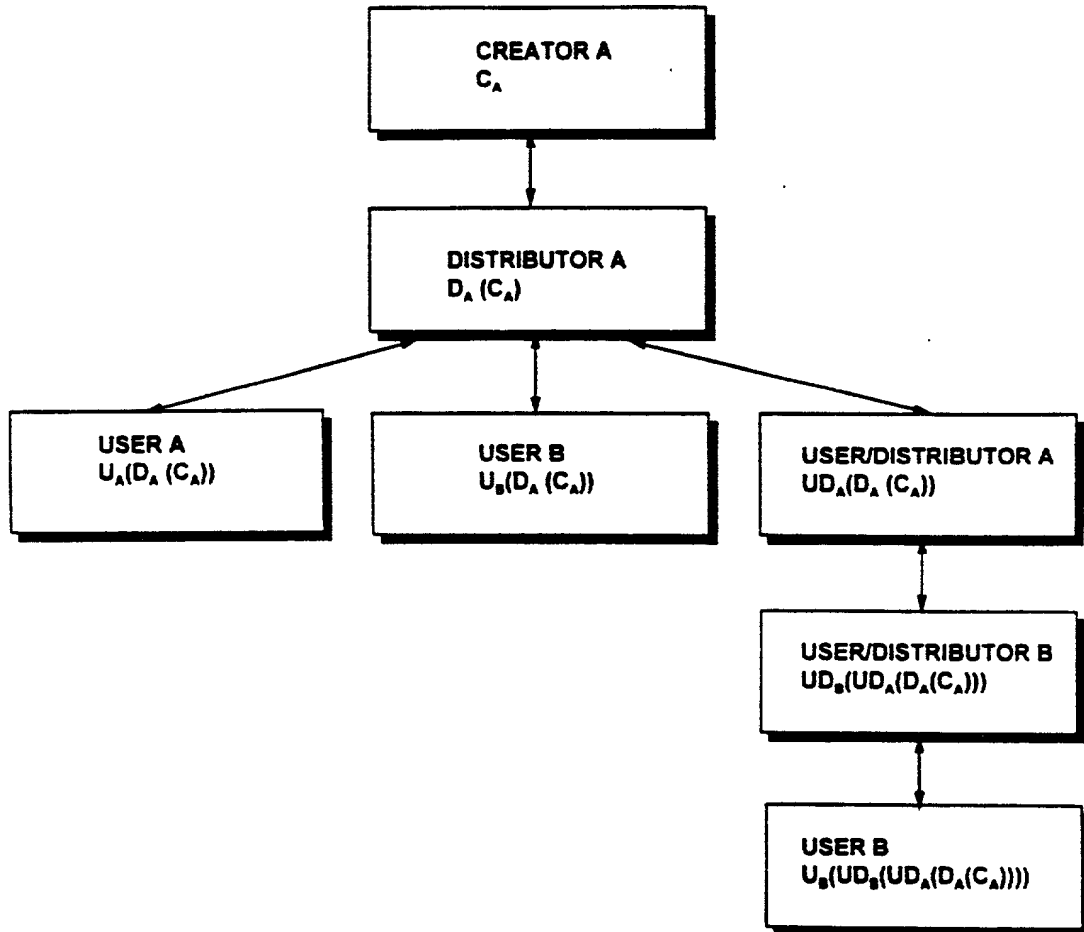 CREATOR A
C_A
DISTRIBUTOR A
D_A (C_A)
USER A
U_A(D_A (C_A))
USER B
U_B(D_A (C_A))
USER/DISTRIBUTOR A
UD_A(D_A (C_A))
USER/DISTRIBUTOR B
UD_B(UD_A(D_A(C_A)))
USER B
U_B(UD_B(UD_A(D_A(C_A))))